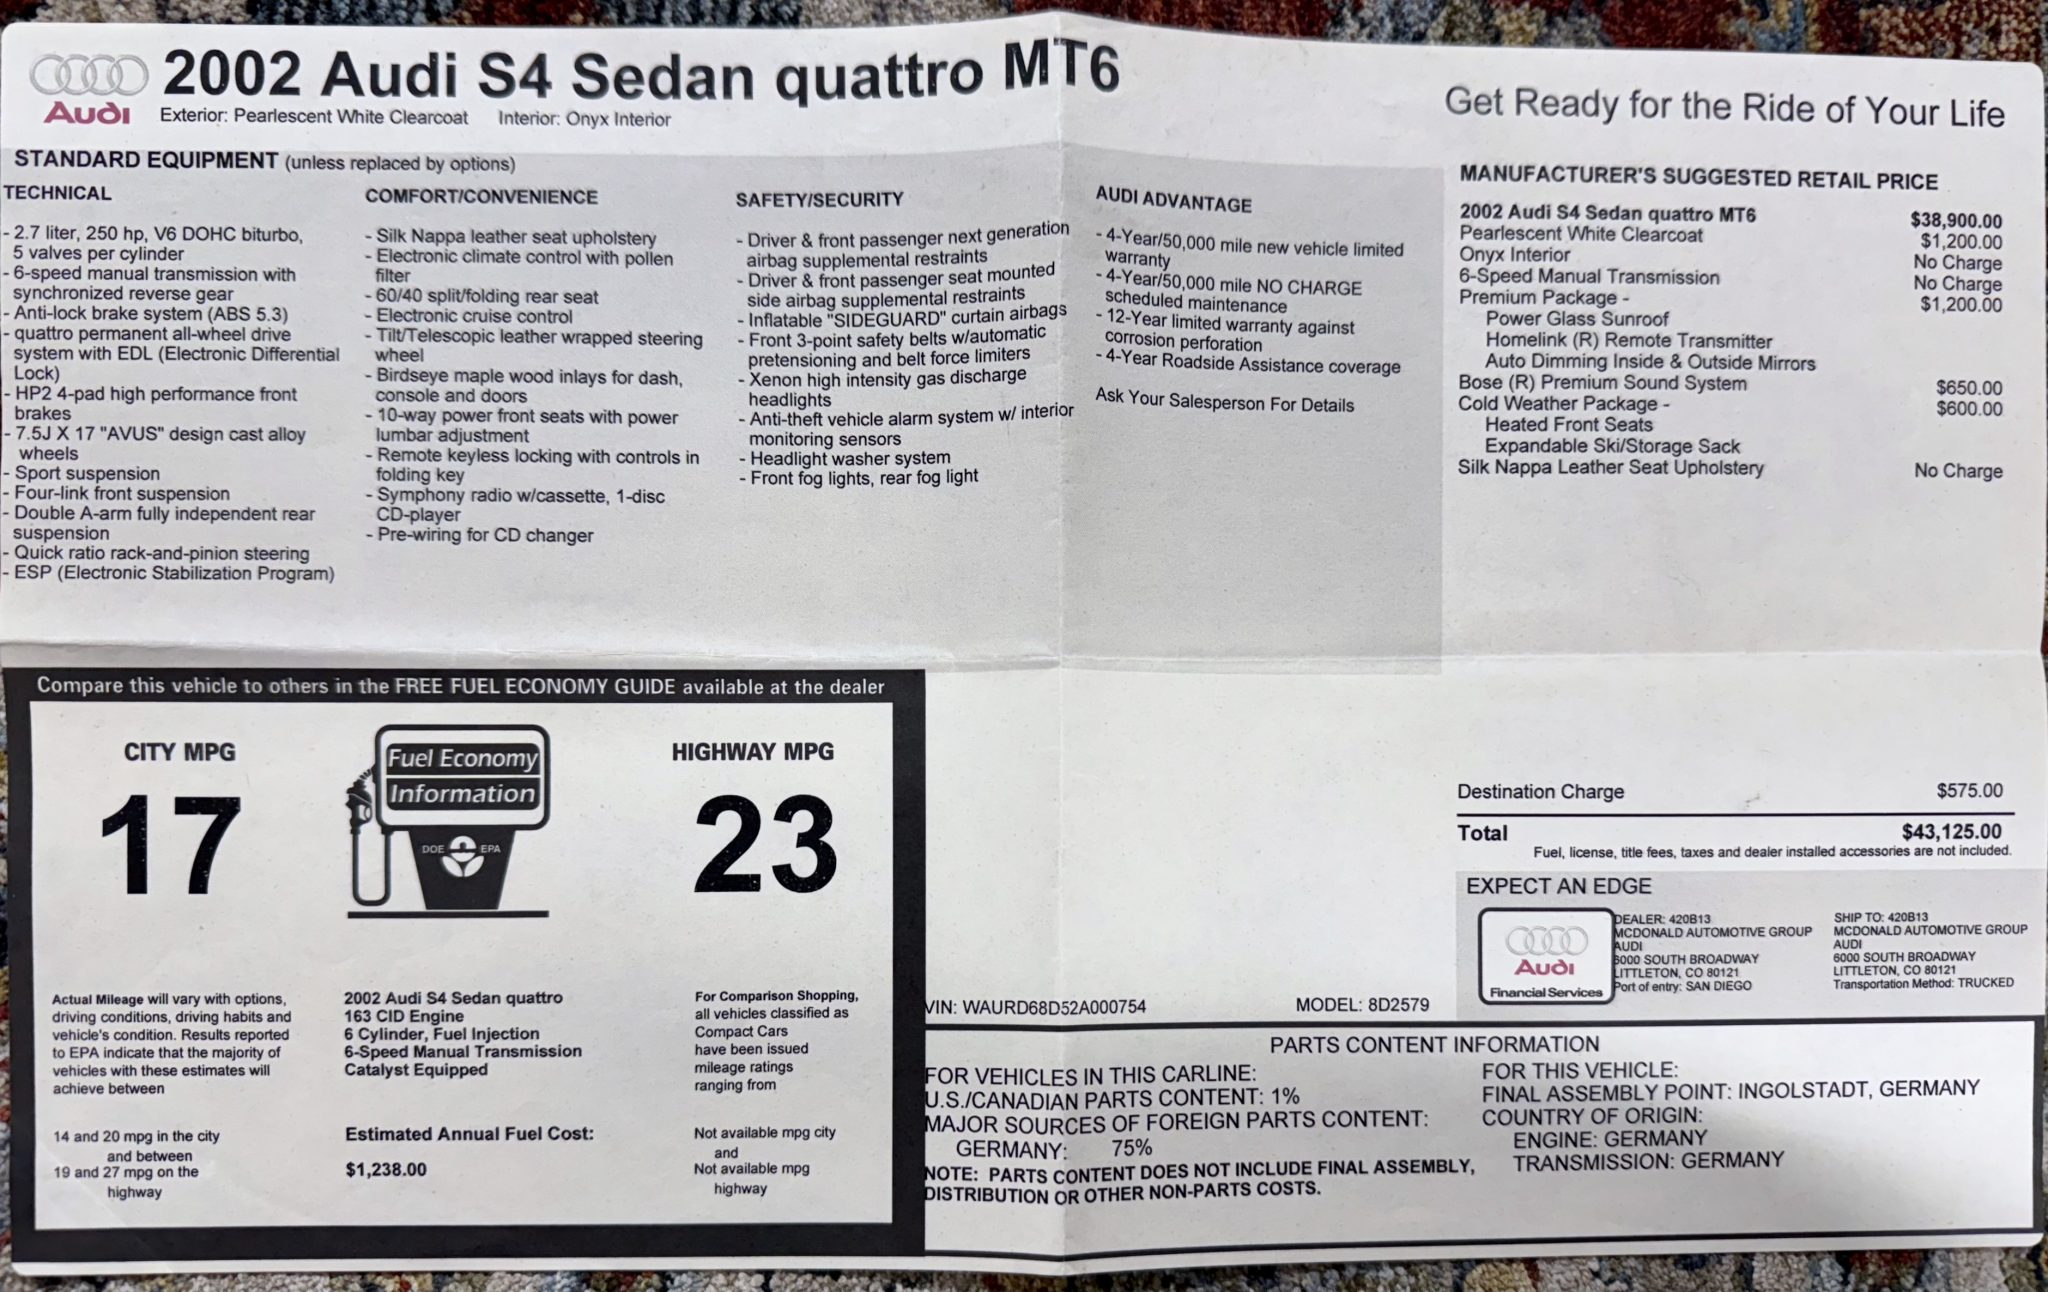 Audi
2002 Audi S4 Sedan quattro MT6
Exterior: Pearlescent White Clearcoat Interior: Onyx Interior
Get Ready for the Ride of Your Life
STANDARD EQUIPMENT (unless replaced by options)
TECHNICAL
- 2.7 liter, 250 hp, V6 DOHC biturbo,
5 valves per cylinder
- 6-speed manual transmission with
synchronized reverse gear
- Anti-lock brake system (ABS 5.3)
- quattro permanent all-wheel drive
system with EDL (Electronic Differential
Lock)
- HP2 4-pad high performance front
brakes
- 7.5J X 17 "AVUS" design cast alloy
wheels
- Sport suspension
- Four-link front suspension
- Double A-arm fully independent rear
suspension
- Quick ratio rack-and-pinion steering
- ESP (Electronic Stabilization Program)
COMFORT/CONVENIENCE
- Silk Nappa leather seat upholstery
- Electronic climate control with pollen
filter
- 60/40 split/folding rear seat
- Electronic cruise control
- Tilt/Telescopic leather wrapped steering
wheel
- Birdseye maple wood inlays for dash,
console and doors
- 10-way power front seats with power
lumbar adjustment
- Remote keyless locking with controls in
folding key
- Symphony radio w/cassette, 1-disc
CD-player
- Pre-wiring for CD changer
SAFETY/SECURITY
- Driver & front passenger next generation
airbag supplemental restraints
- Driver & front passenger seat mounted
side airbag supplemental restraints
- Inflatable "SIDEGUARD" curtain airbags
- Front 3-point safety belts w/automatic
pretensioning and belt force limiters
- Xenon high intensity gas discharge
headlights
- Anti-theft vehicle alarm system w/ interior
monitoring sensors
- Headlight washer system
- Front fog lights, rear fog light
AUDI ADVANTAGE
- 4-Year/50,000 mile new vehicle limited
warranty
- 4-Year/50,000 mile NO CHARGE
scheduled maintenance
- 12-Year limited warranty against
corrosion perforation
- 4-Year Roadside Assistance coverage
Ask Your Salesperson For Details
MANUFACTURER'S SUGGESTED RETAIL PRICE
2002 Audi S4 Sedan quattro MT6 $38,900.00
Pearlescent White Clearcoat $1,200.00
Onyx Interior No Charge
6-Speed Manual Transmission No Charge
Premium Package - $1,200.00
Power Glass Sunroof
Homelink (R) Remote Transmitter
Auto Dimming Inside & Outside Mirrors
Bose (R) Premium Sound System $650.00
Cold Weather Package - $600.00
Heated Front Seats
Expandable Ski/Storage Sack
Silk Nappa Leather Seat Upholstery No Charge
Destination Charge $575.00
Total $43,125.00
Fuel, license, title fees, taxes and dealer installed accessories are not included.
EXPECT AN EDGE
Audi
Financial Services
DEALER: 420B13
MCDONALD AUTOMOTIVE GROUP
AUDI
6000 SOUTH BROADWAY
LITTLETON, CO 80121
Port of entry: SAN DIEGO
SHIP TO: 420B13
MCDONALD AUTOMOTIVE GROUP
AUDI
6000 SOUTH BROADWAY
LITTLETON, CO 80121
Transportation Method: TRUCKED
Compare this vehicle to others in the FREE FUEL ECONOMY GUIDE available at the dealer
CITY MPG
17
Fuel Economy
Information
DOE EPA
HIGHWAY MPG
23
Actual Mileage will vary with options,
driving conditions, driving habits and
vehicle's condition. Results reported
to EPA indicate that the majority of
vehicles with these estimates will
achieve between
14 and 20 mpg in the city
and between
19 and 27 mpg on the
highway
2002 Audi S4 Sedan quattro
163 CID Engine
6 Cylinder, Fuel Injection
6-Speed Manual Transmission
Catalyst Equipped
Estimated Annual Fuel Cost:
$1,238.00
For Comparison Shopping,
all vehicles classified as
Compact Cars
have been issued
mileage ratings
ranging from
Not available mpg city
and
Not available mpg
highway
VIN: WAURD68D52A000754 MODEL: 8D2579
PARTS CONTENT INFORMATION
FOR VEHICLES IN THIS CARLINE:
U.S./CANADIAN PARTS CONTENT: 1%
MAJOR SOURCES OF FOREIGN PARTS CONTENT:
GERMANY: 75%
NOTE: PARTS CONTENT DOES NOT INCLUDE FINAL ASSEMBLY,
DISTRIBUTION OR OTHER NON-PARTS COSTS.
FOR THIS VEHICLE:
FINAL ASSEMBLY POINT: INGOLSTADT, GERMANY
COUNTRY OF ORIGIN:
ENGINE: GERMANY
TRANSMISSION: GERMANY